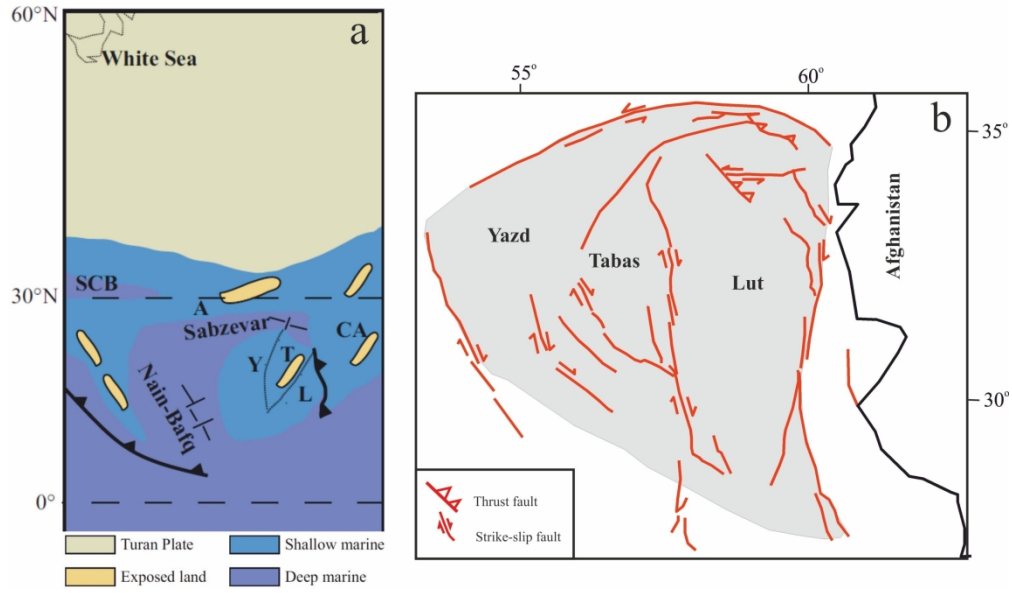 60°N
a
White Sea
SCB
30°N
A
Sabzevar
CA
Y
T
L
Nain-Bafq
0°
Turan Plate
Shallow marine
Exposed land
Deep marine
55°
60°
b
35°
Yazd
Tabas
Lut
Afghanistan
30°
Thrust fault
Strike-slip fault